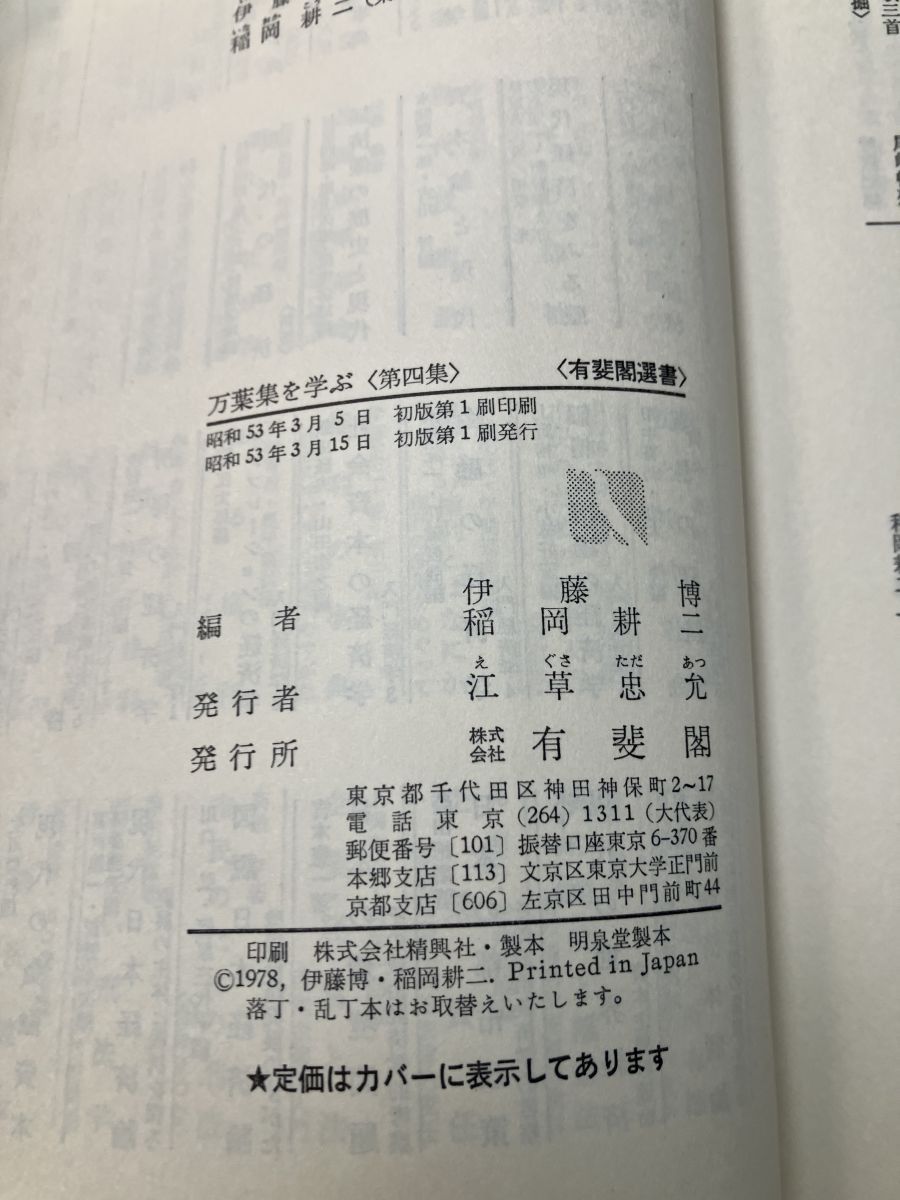 伊藤
稲岡耕二
三首
万葉集を学ぶ〈第四集〉 〈有斐閣選書〉
昭和53年3月5日 初版第1刷印刷
昭和53年3月15日 初版第1刷発行
編者 伊藤博
稲岡耕二
えぐさただあつ
発行者 江草忠允
発行所 株式会社 有斐閣
東京都千代田区神田神保町2~17
電話東京(264)1311(大代表)
郵便番号〔101〕振替口座東京6-370番
本郷支店〔113〕文京区東京大学正門前
京都支店〔606〕左京区田中門前町44
印刷 株式会社精興社・製本 明泉堂製本
©1978, 伊藤博・稲岡耕二. Printed in Japan
落丁・乱丁本はお取替えいたします。
★定価はカバーに表示してあります